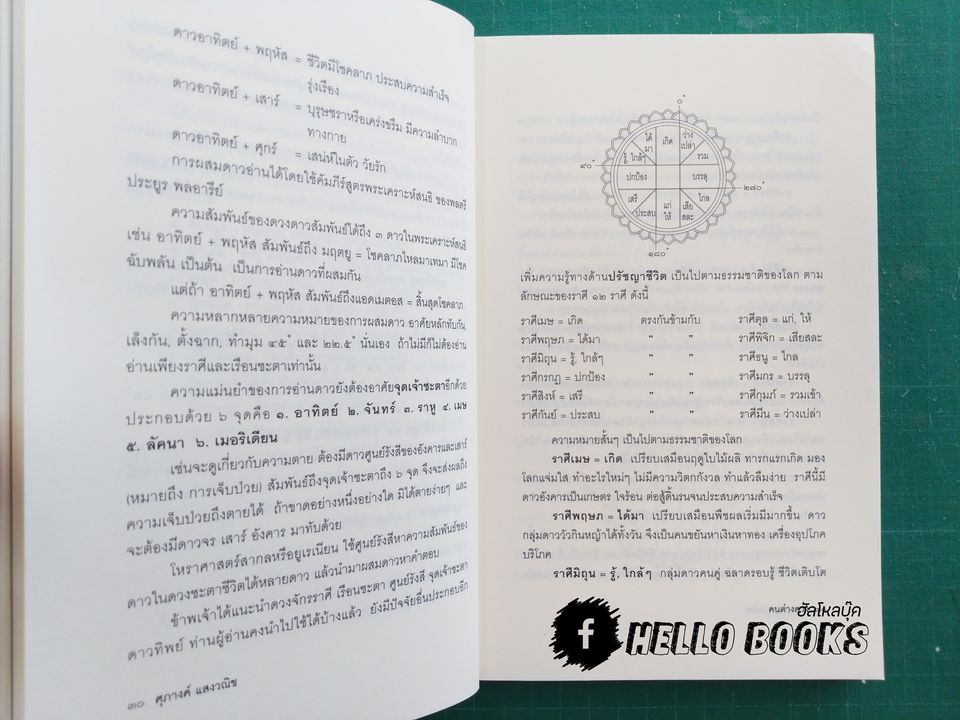 ดาวอาทิตย์ + พฤหัส = ชีวิตมีโชคลาภ ประสบความสำเร็จ
รุ่งเรือง
ดาวอาทิตย์ + เสาร์ = บุรุษชราหรือเคร่งขรึม มีความลำบาก
ทางกาย
ดาวอาทิตย์ + ศุกร์ = เสน่ห์ในตัว วัยรัก
การผสมดาวอ่านได้โดยใช้คัมภีร์สูตรพระเคราะห์สนธิ ของพลตรี
ประยูร พลอารีย์
ความสัมพันธ์ของดวงดาวสัมพันธ์ได้ถึง ๓ ดาวในพระเคราะห์สนธิ
เช่น อาทิตย์ + พฤหัส สัมพันธ์ถึง มฤตยู = โชคลาภไหลมาเทมา มีโชค
ฉับพลัน เป็นต้น เป็นการอ่านดาวที่ผสมกัน
แต่ถ้า อาทิตย์ + พฤหัส สัมพันธ์ถึงแอดเมตอส = สิ้นสุดโชคลาภ
ความหลากหลายความหมายของการผสมดาว อาศัยหลักทับกัน,
เล็งกัน, ตั้งฉาก, ทำมุม ๔๕° และ ๒๒.๕° นั่นเอง ถ้าไม่มีก็ไม่ต้องอ่าน
อ่านเพียงราศีและเรือนชะตาเท่านั้น
ความแม่นยำของการอ่านดาวยังต้องอาศัยจุดเจ้าชะตาอีกด้วย
ประกอบด้วย ๖ จุดคือ ๑. อาทิตย์ ๒. จันทร์ ๓. ราหู ๔. เมษ
๕. ลัคนา ๖. เมอริเดียน
เช่นจะดูเกี่ยวกับความตาย ต้องมีดาวศูนย์รังสีของอังคารและเสาร์
(หมายถึง การเจ็บป่วย) สัมพันธ์ถึงจุดเจ้าชะตาถึง ๖ จุด จึงจะส่งผลถึง
ความเจ็บป่วยถึงตายได้ ถ้าขาดอย่างหนึ่งอย่างใด มิได้ตายง่ายๆ และ
จะต้องมีดาวจร เสาร์ อังคาร มาทับด้วย
โหราศาสตร์สากลหรือยูเรเนียน ใช้ศูนย์รังสีหาความสัมพันธ์ของ
ดาวในดวงชะตาชีวิตได้หลายดาว แล้วนำมาผสมดาวหาคำตอบ
ข้าพเจ้าได้แนะนำดวงจักรราศี เรือนชะตา ศูนย์รังสี จุดเจ้าชะตา
ดาวทิพย์ ท่านผู้อ่านคงนำไปใช้ได้บ้างแล้ว ยังมีปัจจัยอื่นประกอบอีก
๓๐ ศุภางค์ แสงวณิช
๐°
ได้มา เกิด ว่างเปล่า
รู้, ใกล้ๆ รวม
๙๐°
ปกป้อง บรรลุ
๒๗๐°
เสรี ไกล
ประสบ แก่ให้ เสียสละ
๑๘๐°
เพิ่มความรู้ทางด้านปรัชญาชีวิต เป็นไปตามธรรมชาติของโลก ตาม
ลักษณะของราศี ๑๒ ราศี ดังนี้
ราศีเมษ = เกิด ตรงกันข้ามกับ ราศีตุล = แก่, ให้
ราศีพฤษภ = ได้มา " " ราศีพิจิก = เสียสละ
ราศีมิถุน = รู้, ใกล้ๆ " " ราศีธนู = ไกล
ราศีกรกฎ = ปกป้อง " " ราศีมกร = บรรลุ
ราศีสิงห์ = เสรี " " ราศีกุมภ์ = รวมเข้า
ราศีกันย์ = ประสบ " " ราศีมีน = ว่างเปล่า
ความหมายสั้นๆ เป็นไปตามธรรมชาติของโลก
ราศีเมษ = เกิด เปรียบเสมือนฤดูใบไม้ผลิ ทารกแรกเกิด มอง
โลกแจ่มใส ทำอะไรใหม่ๆ ไม่มีความวิตกกังวล ทำแล้วลืมง่าย ราศีนี้มี
ดาวอังคารเป็นเกษตร ใจร้อน ต่อสู้ดิ้นรนจนประสบความสำเร็จ
ราศีพฤษภ = ได้มา เปรียบเสมือนพืชผลเริ่มมีมากขึ้น ดาว
กลุ่มดาววัวกินหญ้าได้ทั้งวัน จึงเป็นคนขยันหาเงินหาทอง เครื่องอุปโภค
บริโภค
ราศีมิถุน = รู้, ใกล้ๆ กลุ่มดาวคนคู่ ฉลาดรอบรู้ ชีวิตเติบโต
คนต่าง
ฮัลโหลบุ๊ค
f HELLO BOOKS